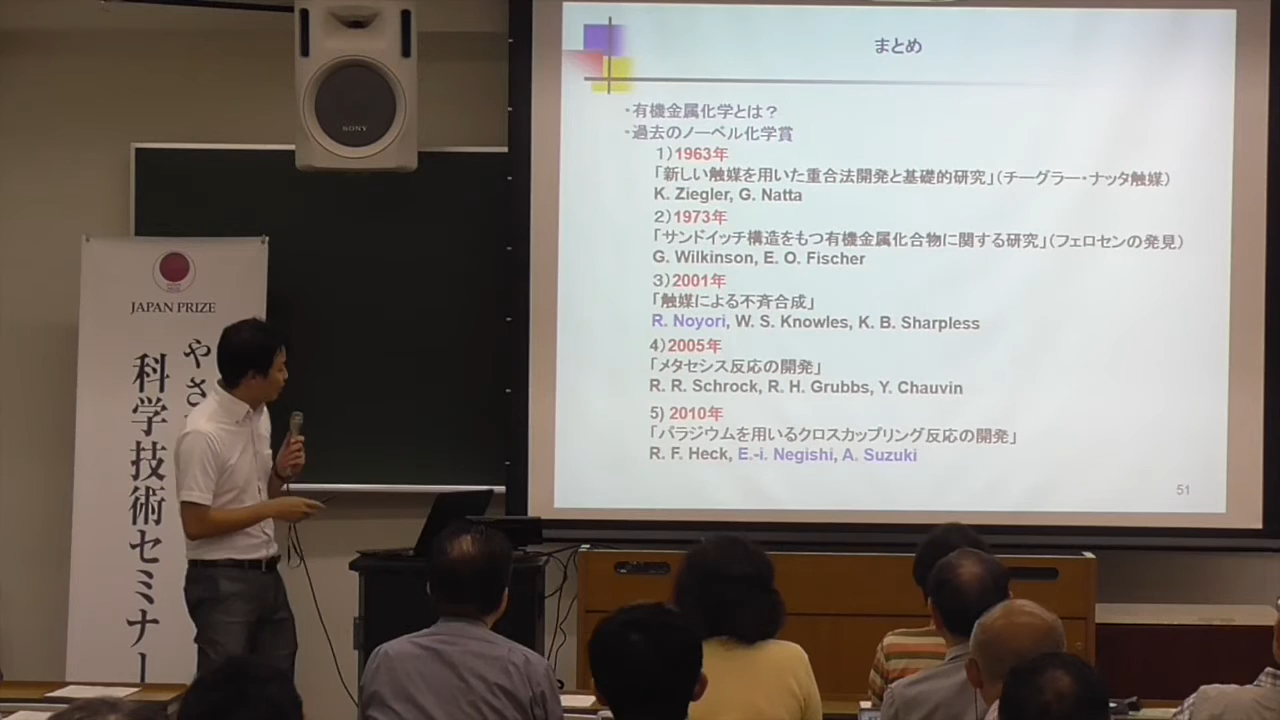 SONY
JAPAN PRIZE
やさ
科学技術セミナー
まとめ
・有機金属化学とは？
・過去のノーベル化学賞
1）1963年
「新しい触媒を用いた重合法開発と基礎的研究」（チーグラー・ナッタ触媒）
K. Ziegler, G. Natta
2）1973年
「サンドイッチ構造をもつ有機金属化合物に関する研究」（フェロセンの発見）
G. Wilkinson, E. O. Fischer
3）2001年
「触媒による不斉合成」
R. Noyori, W. S. Knowles, K. B. Sharpless
4）2005年
「メタセシス反応の開発」
R. R. Schrock, R. H. Grubbs, Y. Chauvin
5) 2010年
「パラジウムを用いるクロスカップリング反応の開発」
R. F. Heck, E.-i. Negishi, A. Suzuki
51